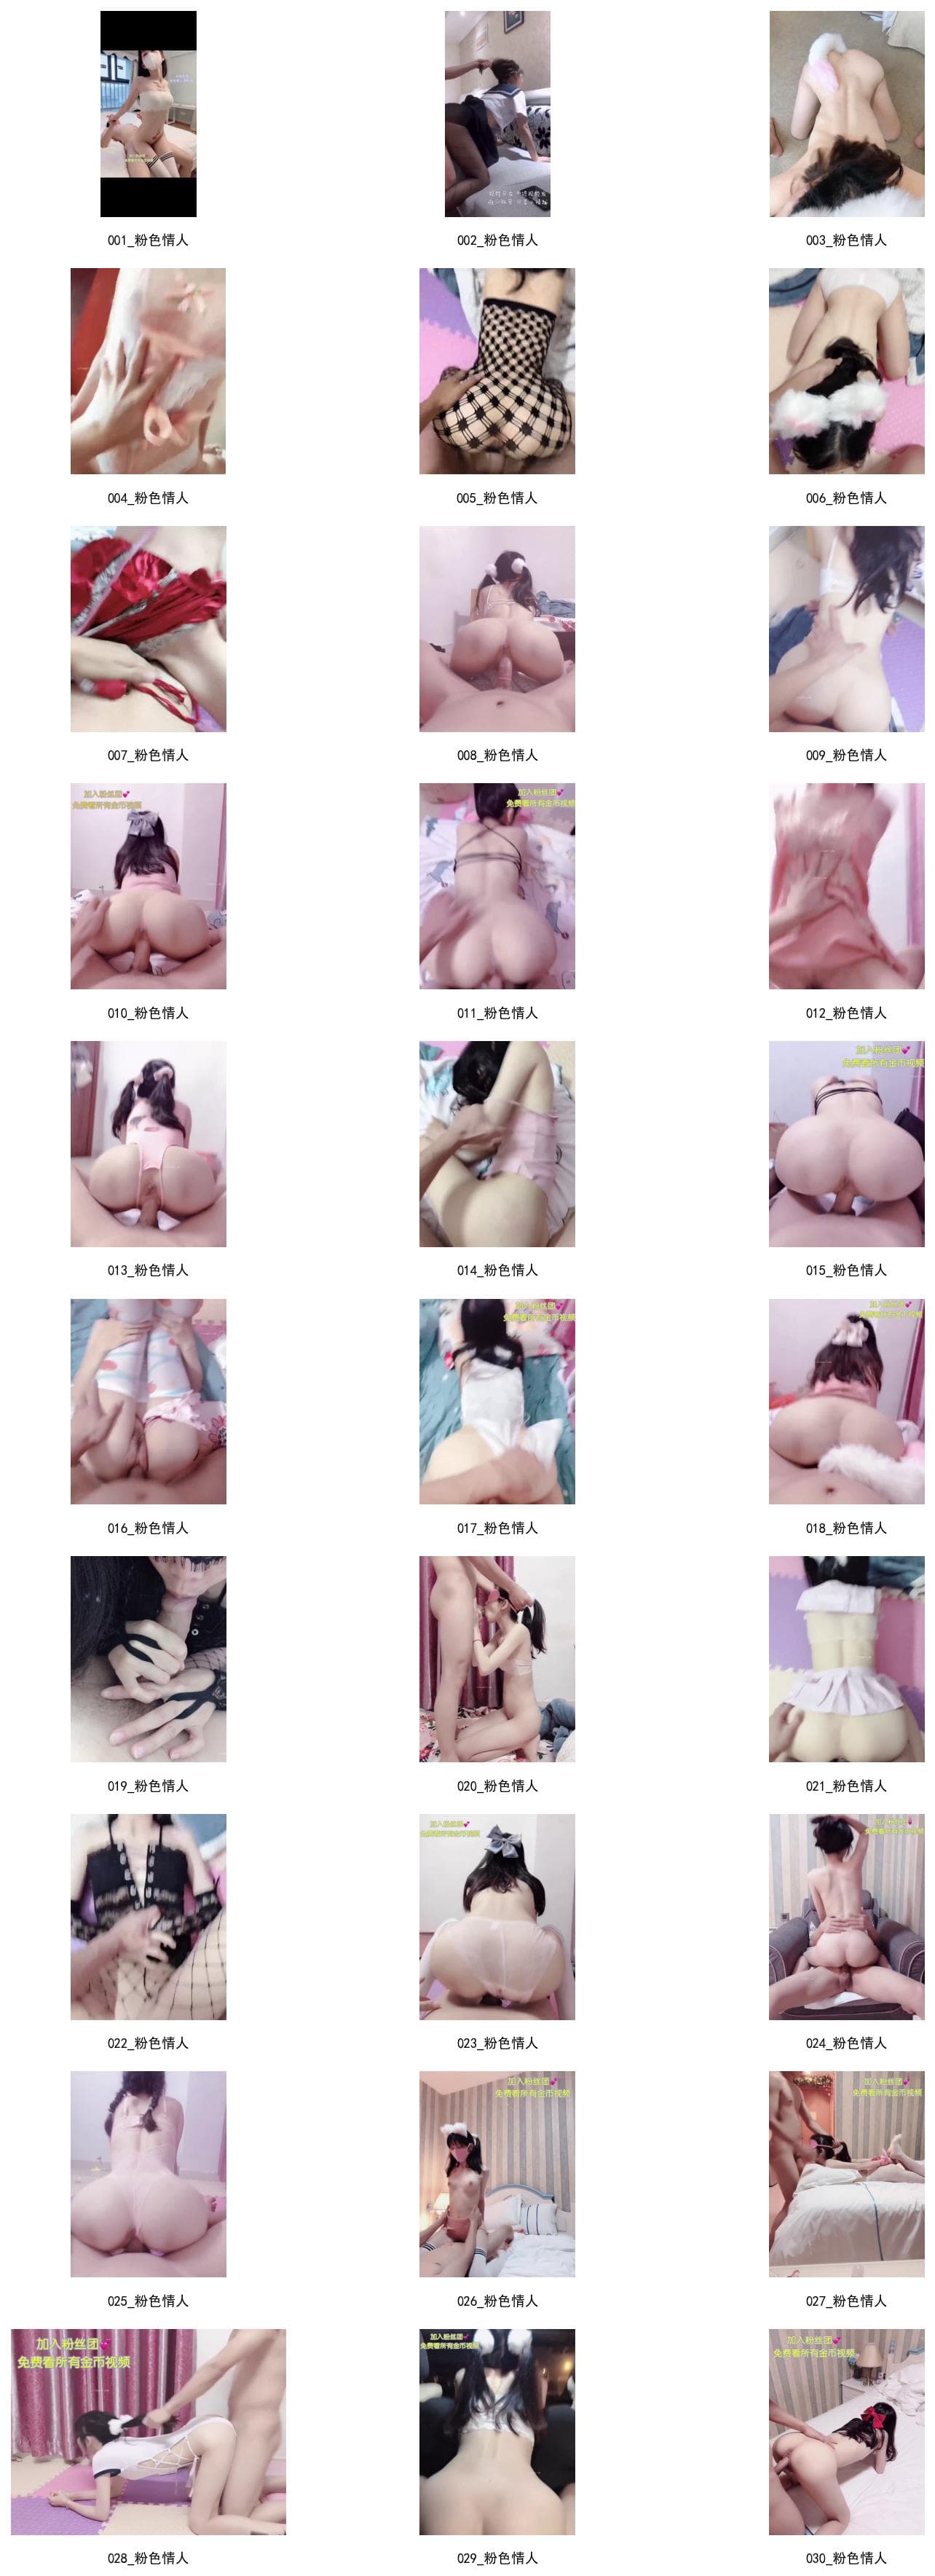 001_粉色情人
002_粉色情人
003_粉色情人
004_粉色情人
005_粉色情人
006_粉色情人
007_粉色情人
008_粉色情人
009_粉色情人
加入粉丝团💕
免费看所有金币视频
加入粉丝团💕
免费看所有金币视频
010_粉色情人
011_粉色情人
012_粉色情人
加入粉丝团💕
免费看所有金币视频
013_粉色情人
014_粉色情人
015_粉色情人
加入粉丝团💕
免费看所有金币视频
加入粉丝团💕
免费看所有金币视频
016_粉色情人
017_粉色情人
018_粉色情人
019_粉色情人
020_粉色情人
021_粉色情人
加入粉丝团💕
免费看所有金币视频
加入粉丝团💕
免费看所有金币视频
022_粉色情人
023_粉色情人
024_粉色情人
加入粉丝团💕
免费看所有金币视频
加入粉丝团💕
免费看所有金币视频
025_粉色情人
026_粉色情人
027_粉色情人
加入粉丝团💕
免费看所有金币视频
加入粉丝团💕
免费看所有金币视频
加入粉丝团💕
免费看所有金币视频
028_粉色情人
029_粉色情人
030_粉色情人